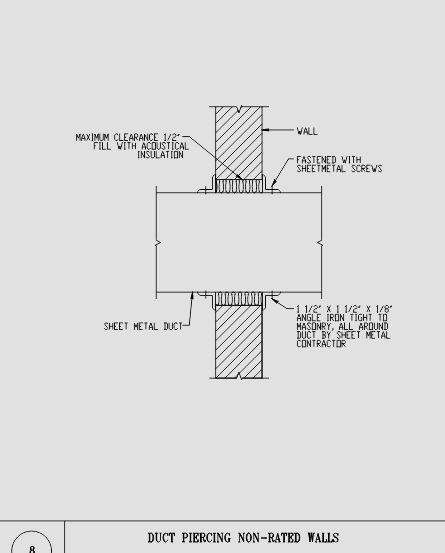 WALL
MAXIMUM CLEARANCE 1/2"
FILL WITH ACOUSTICAL
INSULATION
FASTENED WITH
SHEETMETAL SCREWS
SHEET METAL DUCT
1 1/2" X 1 1/2" X 1/8"
ANGLE IRON TIGHT TO
MASONRY, ALL AROUND
DUCT BY SHEET METAL
CONTRACTOR
DUCT PIERCING NON-RATED WALLS
8